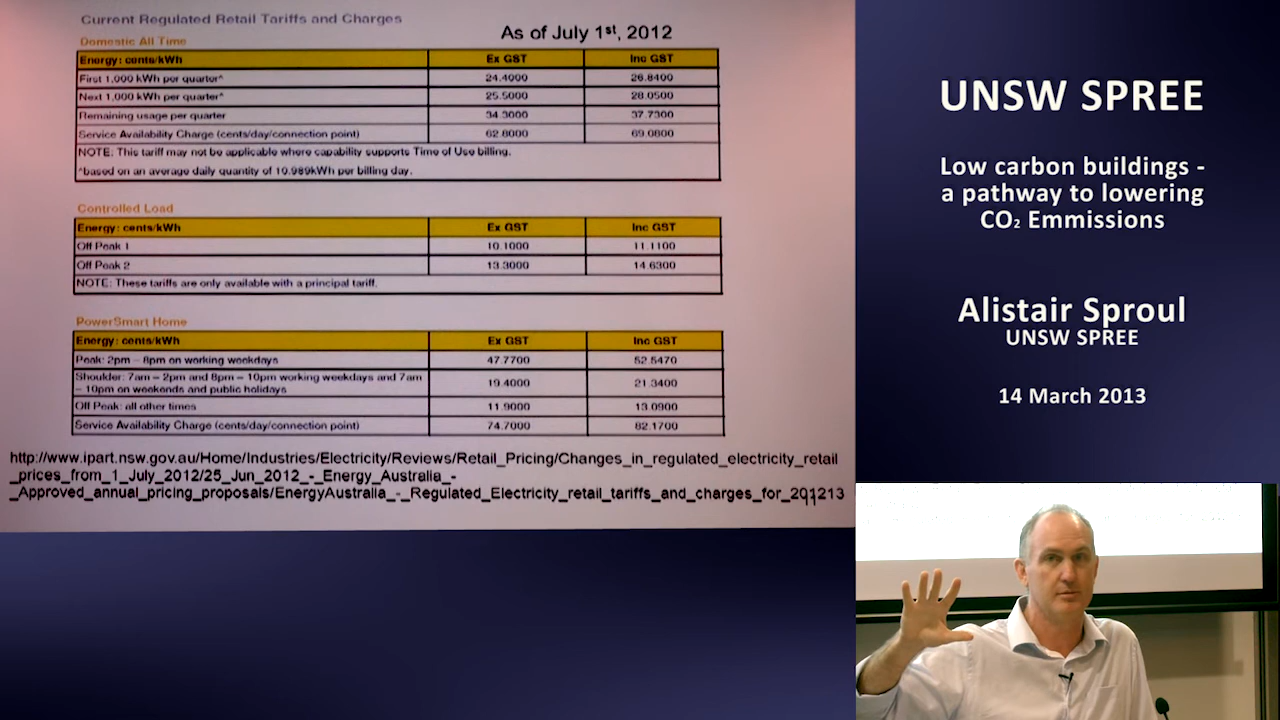 Current Regulated Retail Tariffs and Charges
As of July 1st, 2012
Domestic All Time
Energy: cents/kWh Ex GST Inc GST
First 1,000 kWh per quarter^ 24.4000 26.8400
Next 1,000 kWh per quarter^ 25.5000 28.0500
Remaining usage per quarter 34.3000 37.7300
Service Availability Charge (cents/day/connection point) 62.8000 69.0800
NOTE: This tariff may not be applicable where capability supports Time of Use billing.
^based on an average daily quantity of 10.989kWh per billing day.
Controlled Load
Energy: cents/kWh Ex GST Inc GST
Off Peak 1 10.1000 11.1100
Off Peak 2 13.3000 14.6300
NOTE: These tariffs are only available with a principal tariff.
PowerSmart Home
Energy: cents/kWh Ex GST Inc GST
Peak: 2pm – 8pm on working weekdays 47.7700 52.5470
Shoulder: 7am – 2pm and 8pm – 10pm working weekdays and 7am
– 10pm on weekends and public holidays 19.4000 21.3400
Off Peak: all other times 11.9000 13.0900
Service Availability Charge (cents/day/connection point) 74.7000 82.1700
http://www.ipart.nsw.gov.au/Home/Industries/Electricity/Reviews/Retail_Pricing/Changes_in_regulated_electricity_retail
_prices_from_1_July_2012/25_Jun_2012_-_Energy_Australia_-
_Approved_annual_pricing_proposals/EnergyAustralia_-_Regulated_Electricity_retail_tariffs_and_charges_for_201213
11
UNSW SPREE
Low carbon buildings -
a pathway to lowering
CO₂ Emmissions
Alistair Sproul
UNSW SPREE
14 March 2013